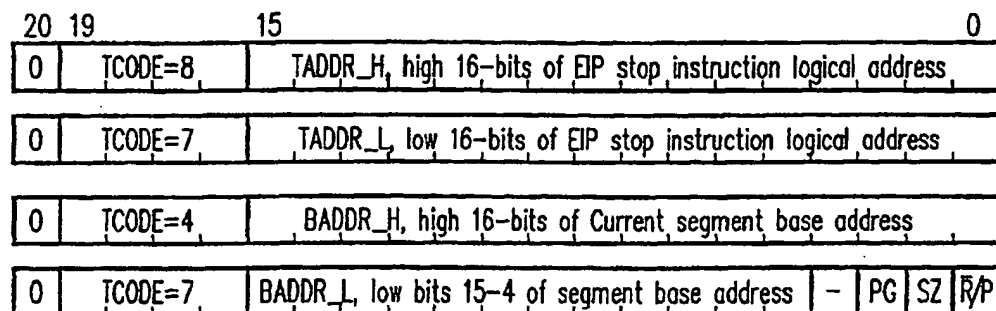 20 19 15 0
0 TCODE=8 TADDR_H, high 16-bits of EIP stop instruction logical address
0 TCODE=7 TADDR_L, low 16-bits of EIP stop instruction logical address
0 TCODE=4 BADDR_H, high 16-bits of Current segment base address
0 TCODE=7 BADDR_L, low bits 15-4 of segment base address - PG SZ R̅/P